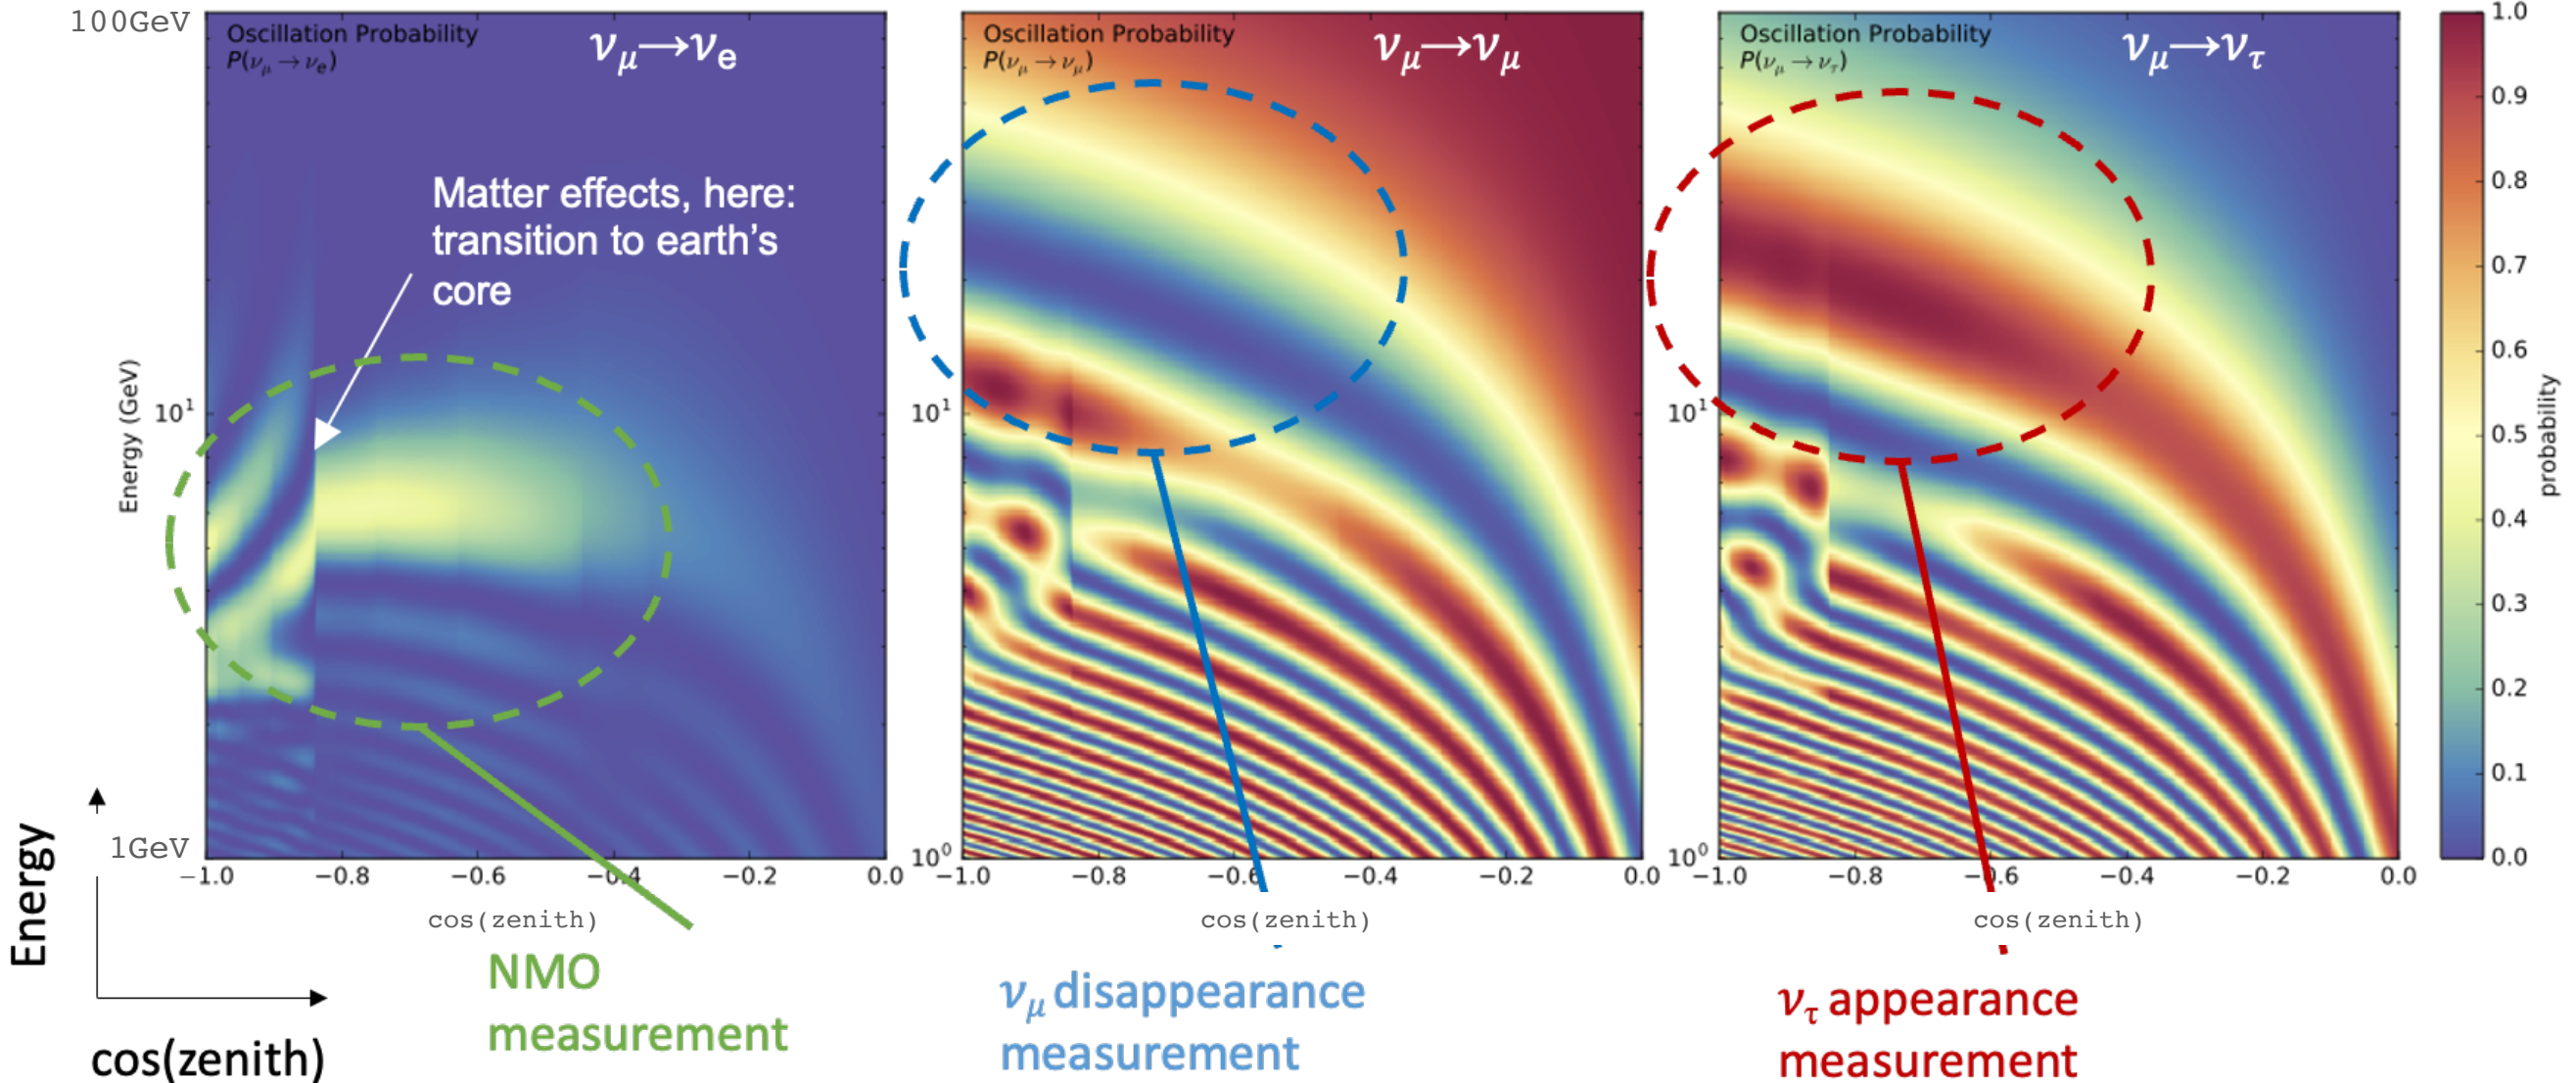 100GeV
Oscillation Probability
P(νμ → νe)
νμ→νe
Oscillation Probability
P(νμ → νμ)
νμ→νμ
Oscillation Probability
P(νμ → ντ)
νμ→ντ
1.0
0.9
0.8
0.7
0.6
0.5
0.4
0.3
0.2
0.1
0.0
probability
Matter effects, here:
transition to earth's
core
Energy (GeV)
10¹
10¹
10¹
1GeV
10⁰
10⁰
−1.0 −0.8 −0.6 −0.4 −0.2 0.0
−1.0 −0.8 −0.6 −0.4 −0.2 0.0
−1.0 −0.8 −0.6 −0.4 −0.2 0.0
cos(zenith)
cos(zenith)
cos(zenith)
Energy
cos(zenith)
NMO
measurement
νμ disappearance
measurement
ντ appearance
measurement